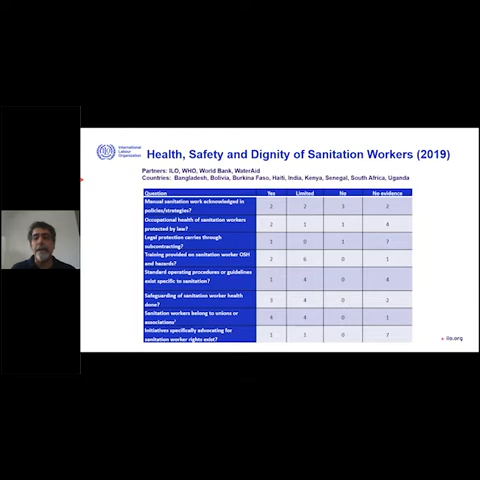 International
Labour
Organization
Health, Safety and Dignity of Sanitation Workers (2019)
Partners: ILO, WHO, World Bank, WaterAid
Countries: Bangladesh, Bolivia, Burkina Faso, Haiti, India, Kenya, Senegal, South Africa, Uganda
Question Yes Limited No No evidence
Manual sanitation work acknowledged in
policies/strategies? 2 2 3 2
Occupational health of sanitation workers
protected by law? 2 1 1 4
Legal protection carries through
subcontracting? 1 0 1 7
Training provided on sanitation worker OSH
and hazards? 2 6 0 1
Standard operating procedures or guidelines
exist specific to sanitation? 1 4 0 4
Safeguarding of sanitation worker health
done? 3 4 0 2
Sanitation workers belong to unions or
associations? 4 4 0 1
Initiatives specifically advocating for
sanitation worker rights exist? 1 1 0 7
ilo.org